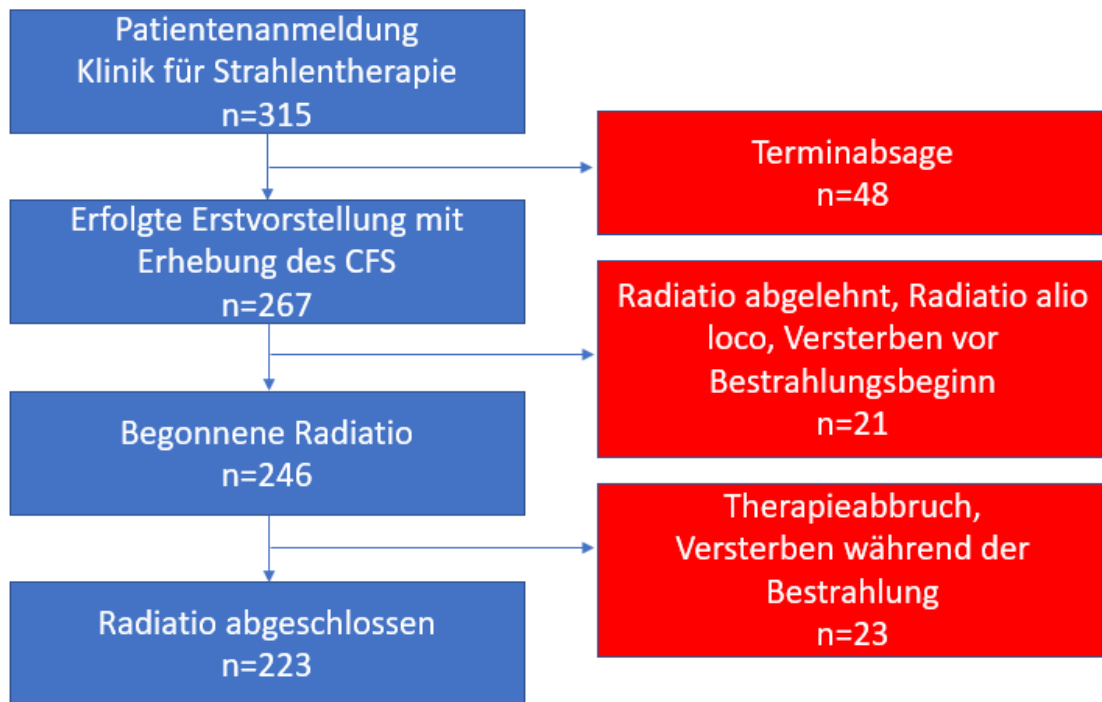 Patientenanmeldung
Klinik für Strahlentherapie
n=315
Terminabsage
n=48
Erfolgte Erstvorstellung mit
Erhebung des CFS
n=267
Radiatio abgelehnt, Radiatio alio
loco, Versterben vor
Bestrahlungsbeginn
n=21
Begonnene Radiatio
n=246
Therapieabbruch,
Versterben während der
Bestrahlung
n=23
Radiatio abgeschlossen
n=223